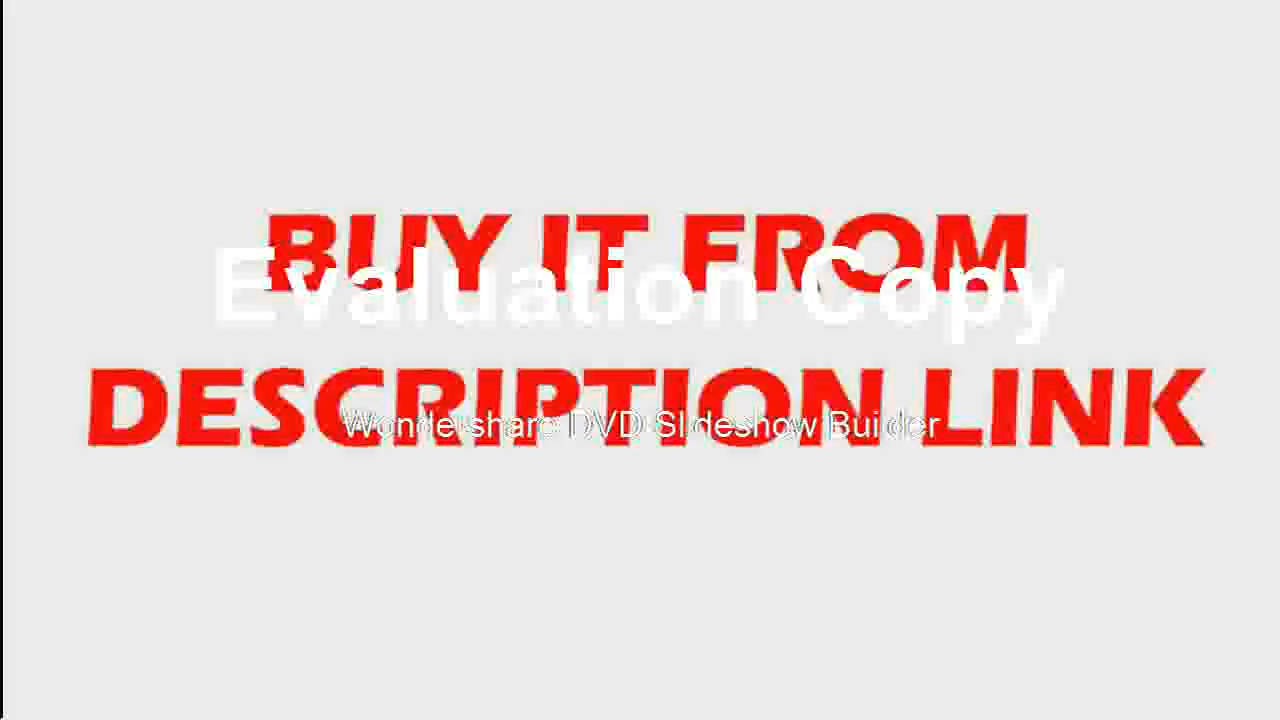 BUY IT FROM
Evaluation Copy
DESCRIPTION LINK
Wondershare DVD Slideshow Builder